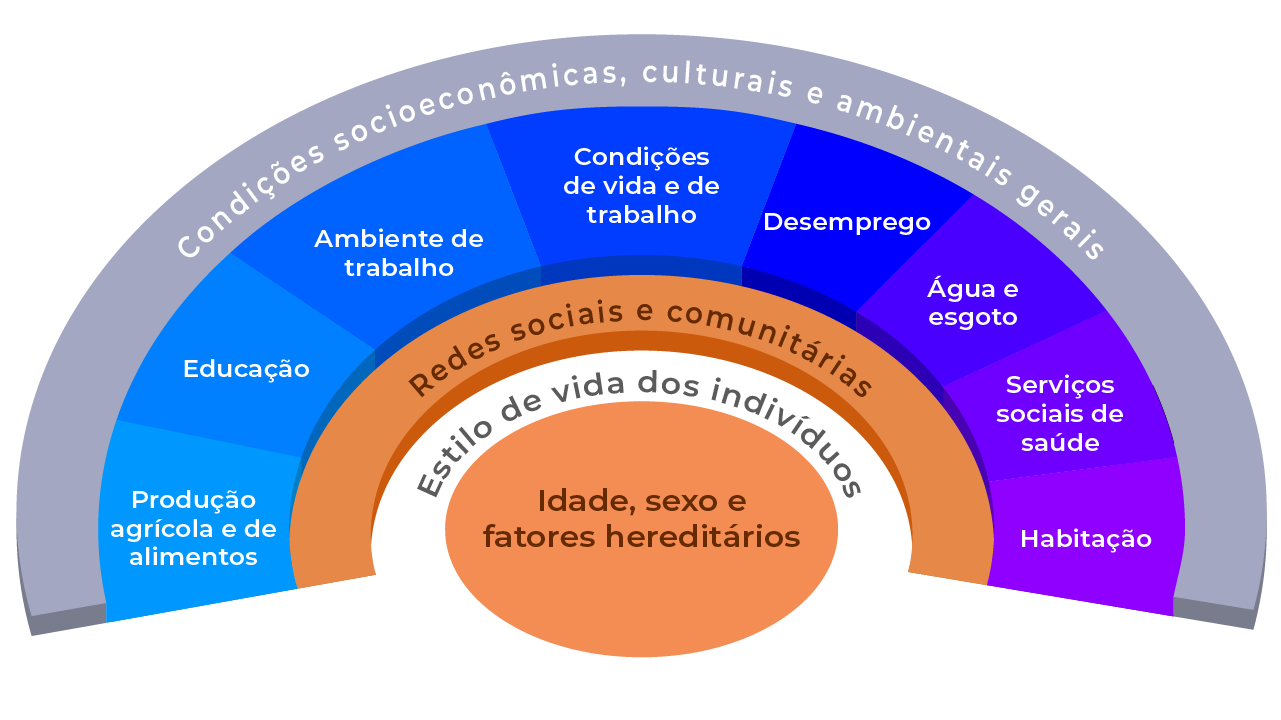 Condições socioeconômicas, culturais e ambientais gerais
Produção
agrícola e de
alimentos
Educação
Ambiente de
trabalho
Condições
de vida e de
trabalho
Desemprego
Água e
esgoto
Serviços
sociais de
saúde
Habitação
Redes sociais e comunitárias
Estilo de vida dos indivíduos
Idade, sexo e
fatores hereditários